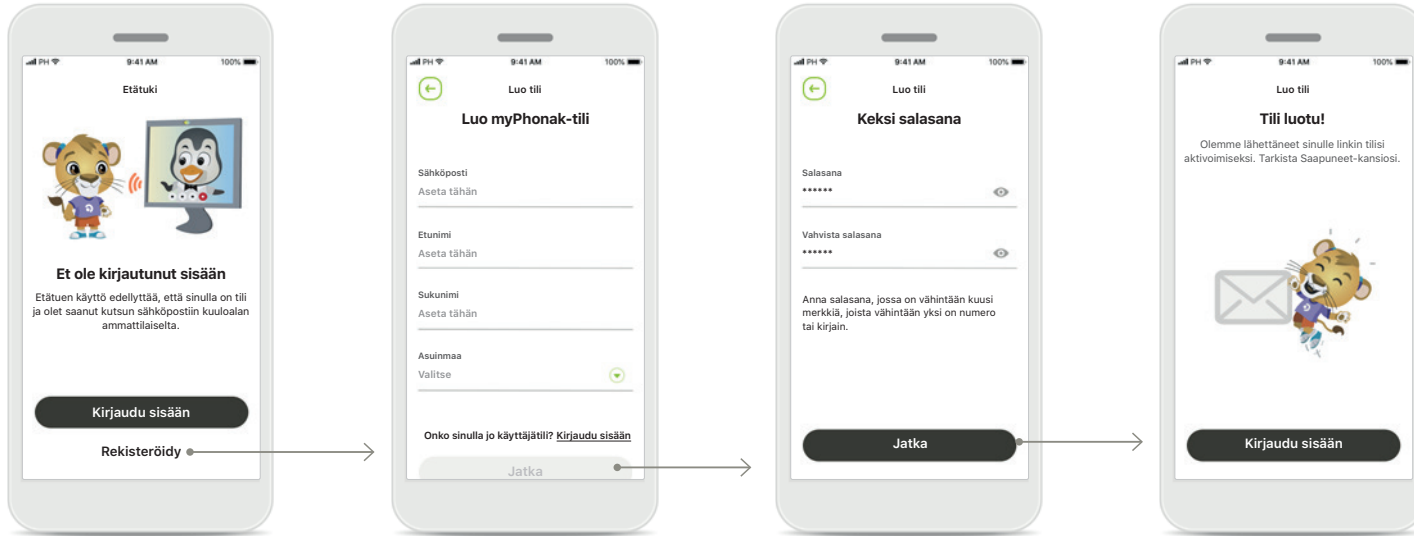 PH 9:41 AM 100%
Etätuki
Et ole kirjautunut sisään
Etätuen käyttö edellyttää, että sinulla on tili
ja olet saanut kutsun sähköpostiin kuuloalan
ammattilaiselta.
Kirjaudu sisään
Rekisteröidy
PH 9:41 AM 100%
Luo tili
Luo myPhonak-tili
Sähköposti
Aseta tähän
Etunimi
Aseta tähän
Sukunimi
Aseta tähän
Asuinmaa
Valitse
Onko sinulla jo käyttäjätili? Kirjaudu sisään
Jatka
PH 9:41 AM 100%
Luo tili
Keksi salasana
Salasana
******
Vahvista salasana
******
Anna salasana, jossa on vähintään kuusi
merkkiä, joista vähintään yksi on numero
tai kirjain.
Jatka
PH 9:41 AM 100%
Luo tili
Tili luotu!
Olemme lähettäneet sinulle linkin tilisi
aktivoimiseksi. Tarkista Saapuneet-kansiosi.
Kirjaudu sisään